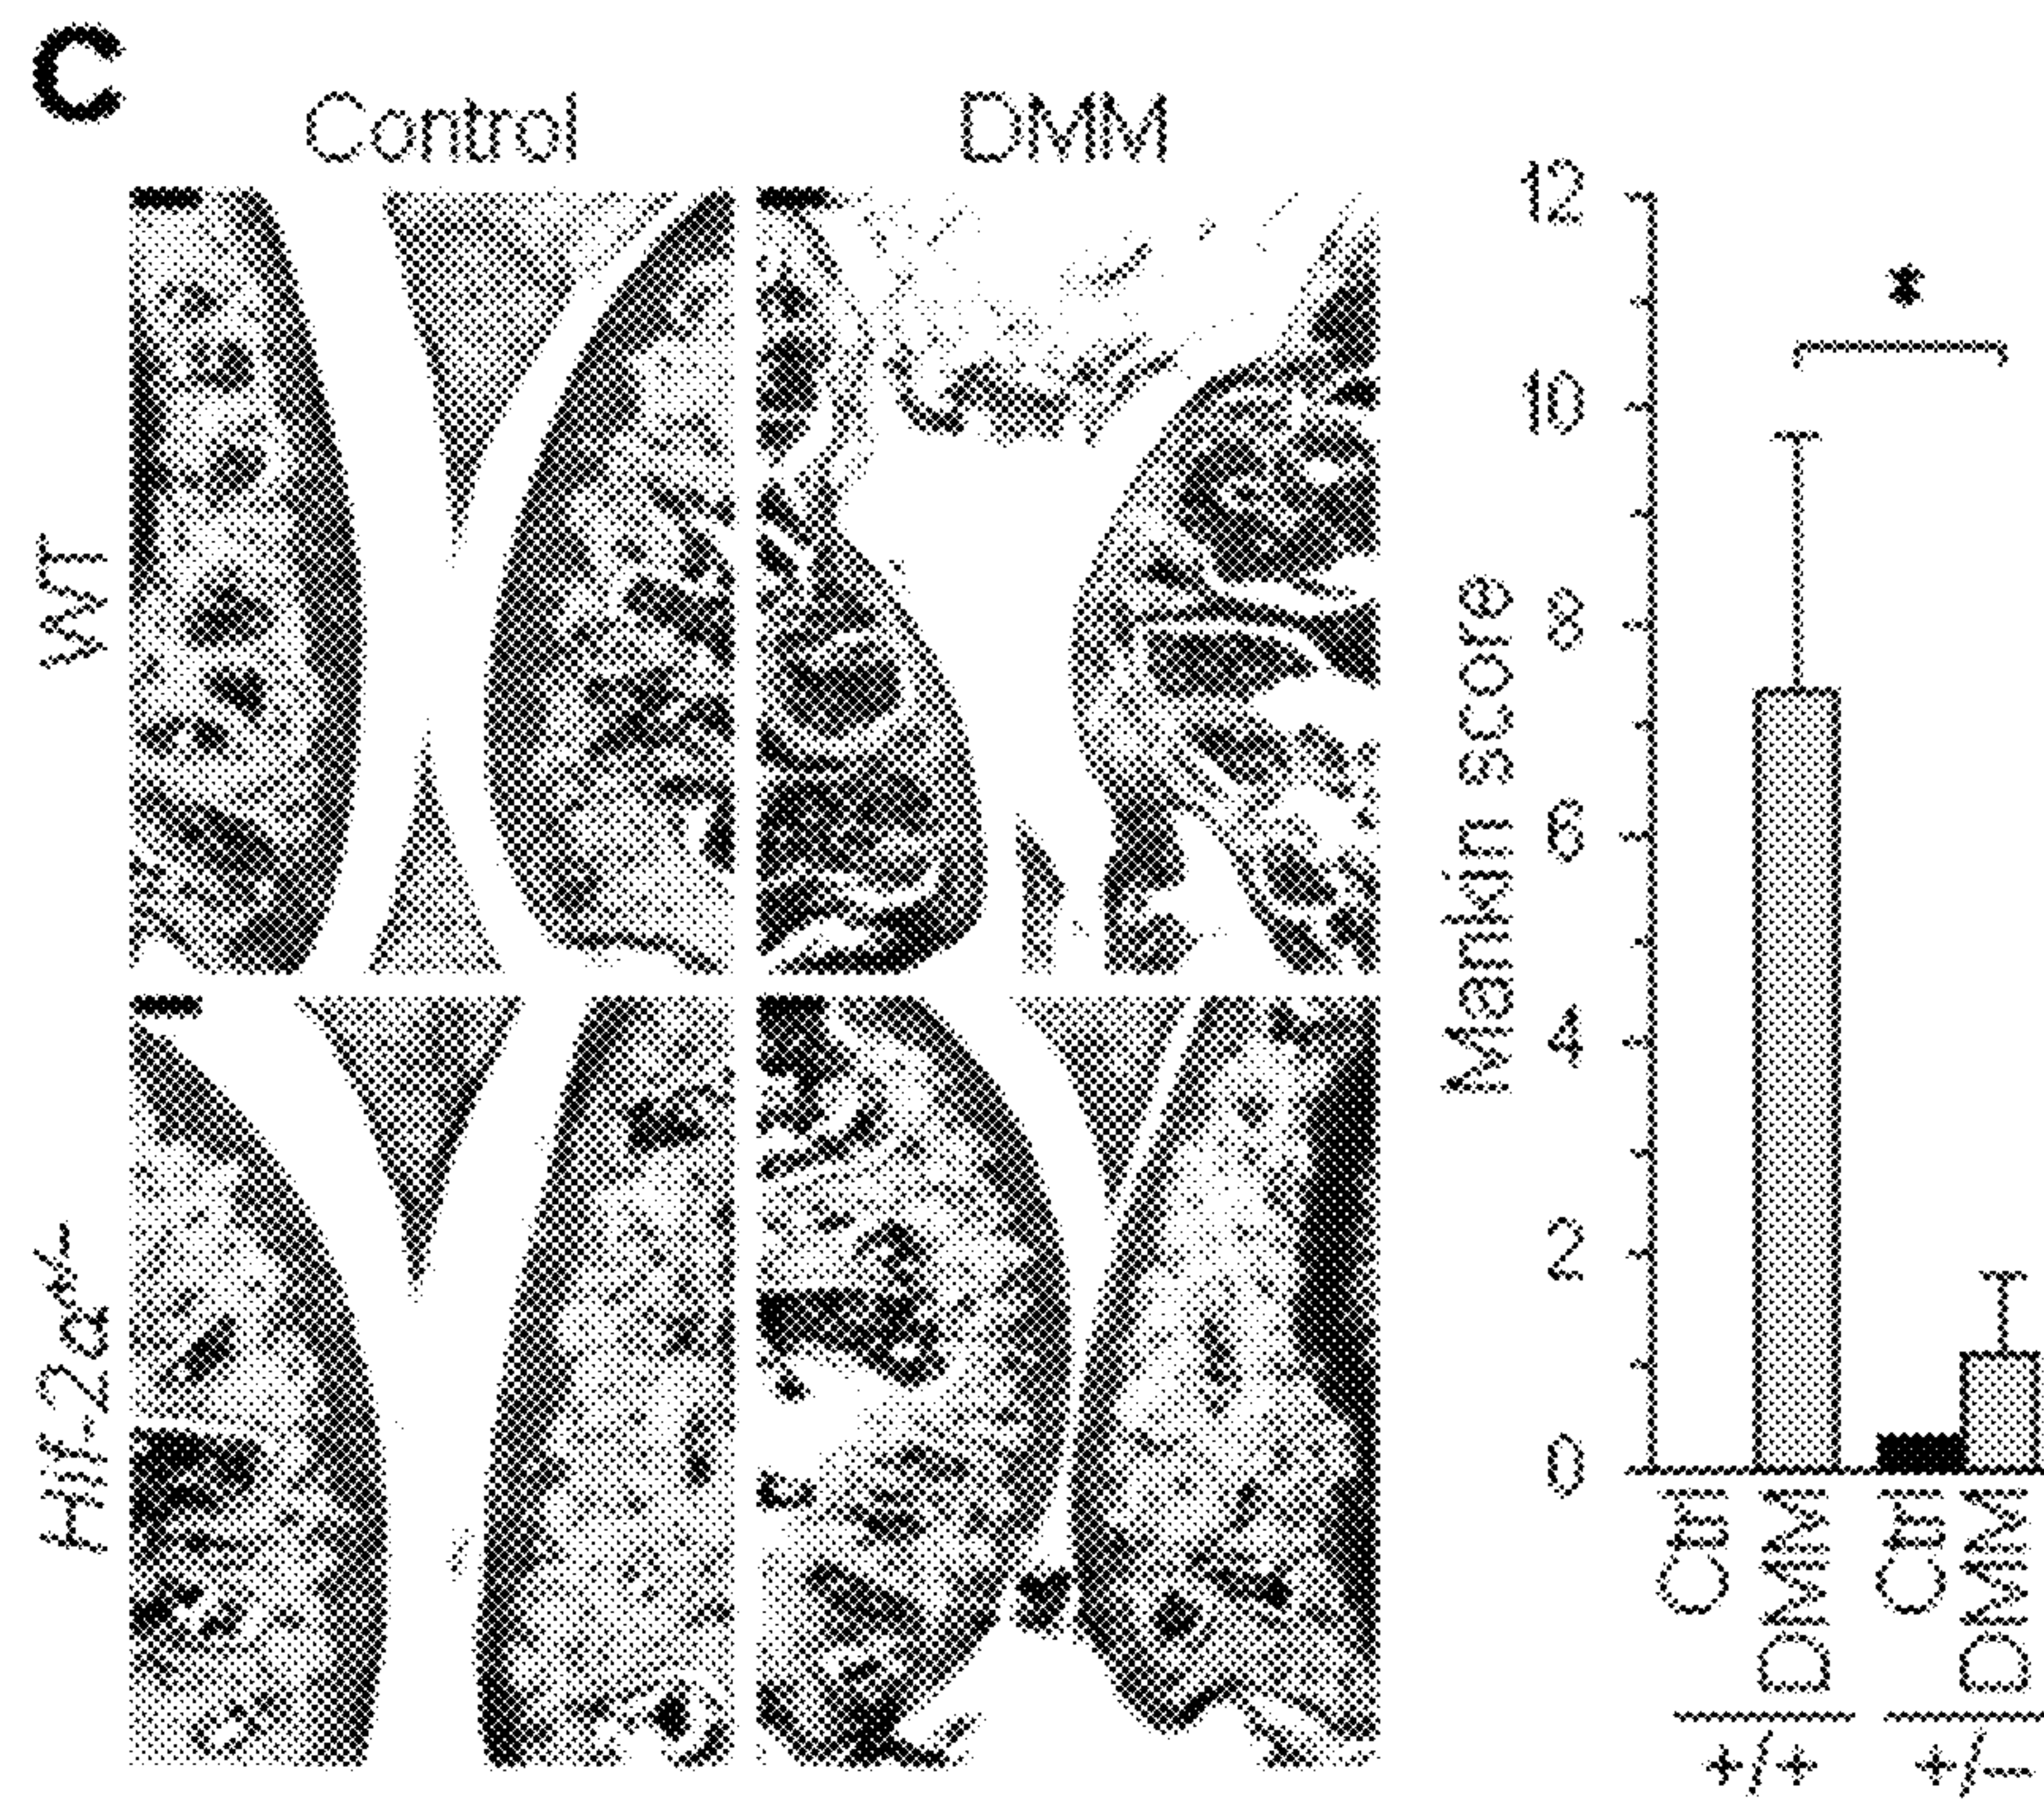 C
Control DMM
WT
Hif-2α+/-
Mankin score
12
10
8
6
4
2
0
*
Ctrl DMM Ctrl DMM
+/+ +/-